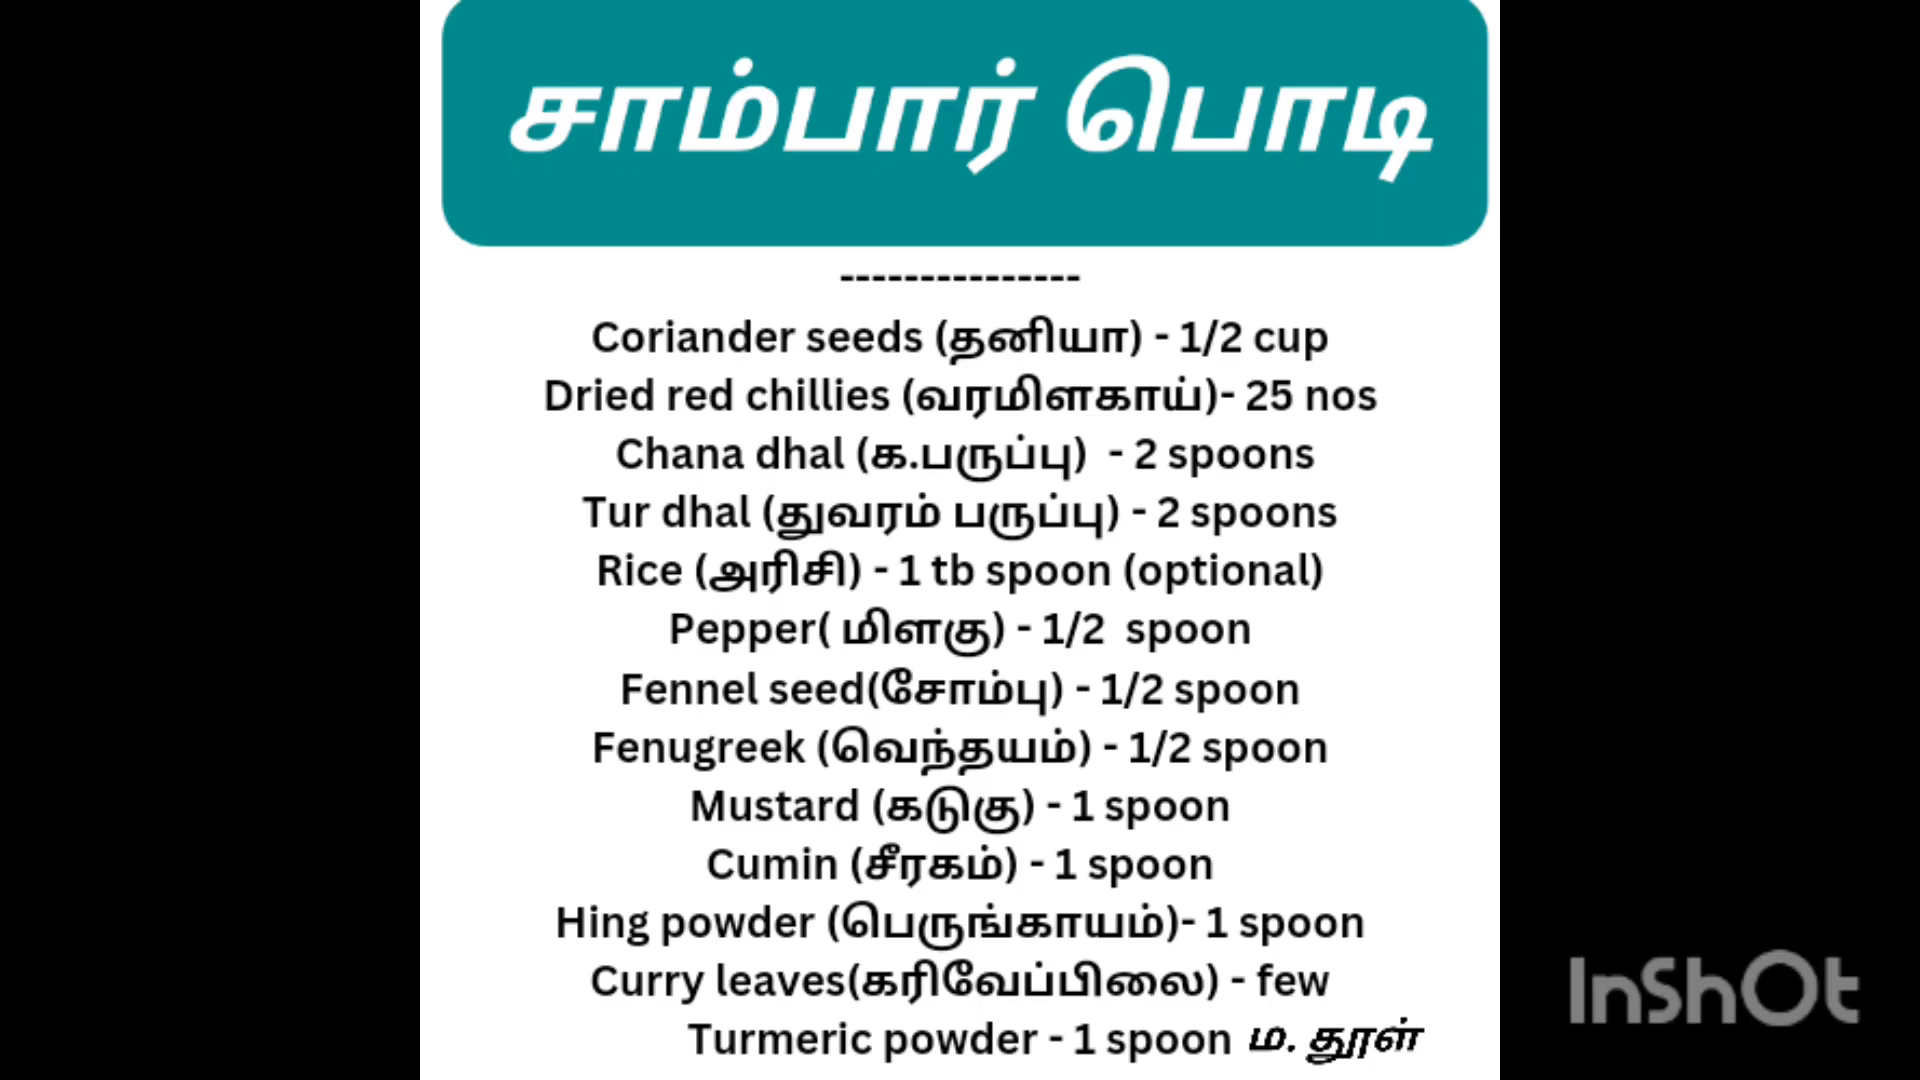 சாம்பார் பொடி
---------------
Coriander seeds (தனியா) - 1/2 cup
Dried red chillies (வரமிளகாய்)- 25 nos
Chana dhal (க.பருப்பு)  - 2 spoons
Tur dhal (துவரம் பருப்பு) - 2 spoons
Rice (அரிசி) - 1 tb spoon (optional)
Pepper( மிளகு) - 1/2  spoon
Fennel seed(சோம்பு) - 1/2 spoon
Fenugreek (வெந்தயம்) - 1/2 spoon
Mustard (கடுகு) - 1 spoon
Cumin (சீரகம்) - 1 spoon
Hing powder (பெருங்காயம்)- 1 spoon
Curry leaves(கரிவேப்பிலை) - few
Turmeric powder - 1 spoon ம. தூள்
InShOt